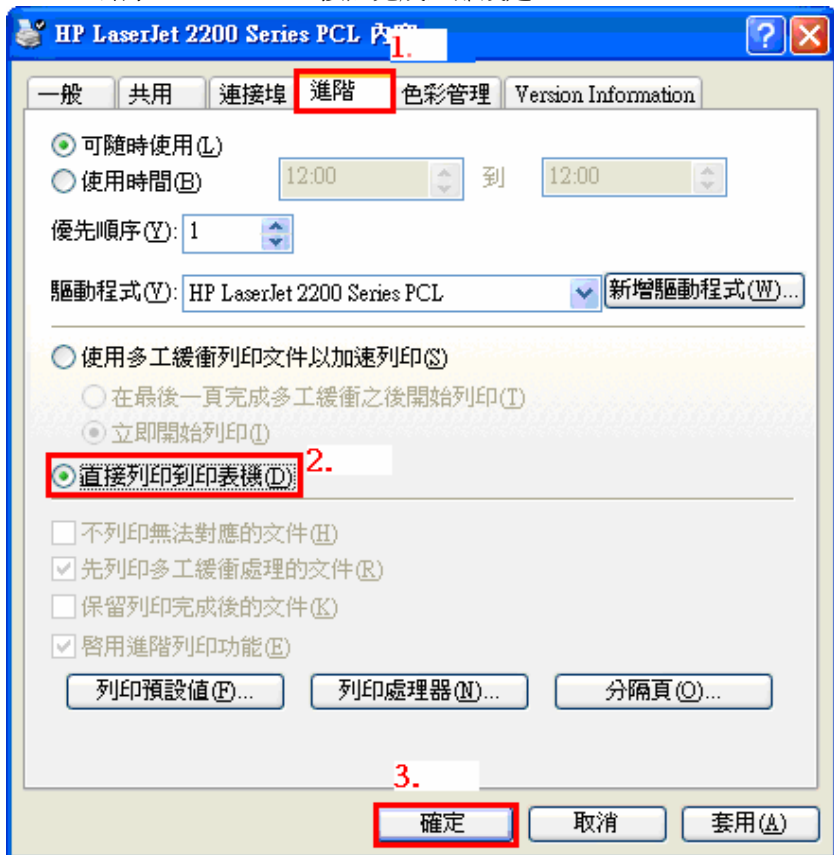 HP LaserJet 2200 Series PCL
1.
一般 共用 連接埠 進階 色彩管理 Version Information
可隨時使用(L)
使用時間(B) 12:00 到 12:00
優先順序(Y): 1
驅動程式(V): HP LaserJet 2200 Series PCL 新增驅動程式(W)...
使用多工緩衝列印文件以加速列印(S)
在最後一頁完成多工緩衝之後開始列印(T)
立即開始列印(I)
直接列印到印表機(D) 2.
不列印無法對應的文件(H)
先列印多工緩衝處理的文件(R)
保留列印完成後的文件(K)
啓用進階列印功能(E)
列印預設値(F)... 列印處理器(N)... 分隔頁(O)...
3.
確定 取消 套用(A)